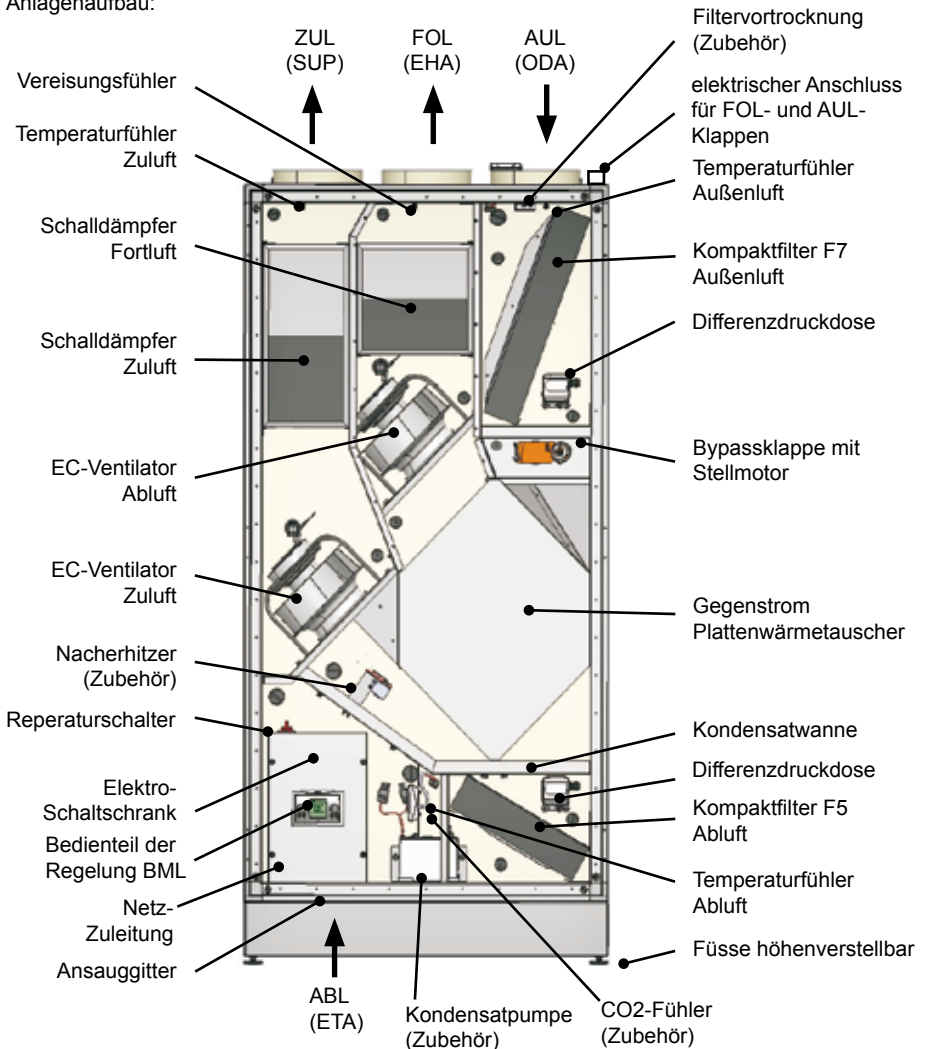 Anlagenaufbau:
ZUL
(SUP)
FOL
(EHA)
AUL
(ODA)
Filtervortrocknung
(Zubehör)
elektrischer Anschluss
für FOL- und AUL-
Klappen
Temperaturfühler
Außenluft
Kompaktfilter F7
Außenluft
Differenzdruckdose
Bypassklappe mit
Stellmotor
Gegenstrom
Plattenwärmetauscher
Kondensatwanne
Differenzdruckdose
Kompaktfilter F5
Abluft
Temperaturfühler
Abluft
Füsse höhenverstellbar
Vereisungsfühler
Temperaturfühler
Zuluft
Schalldämpfer
Fortluft
Schalldämpfer
Zuluft
EC-Ventilator
Abluft
EC-Ventilator
Zuluft
Nacherhitzer
(Zubehör)
Reperaturschalter
Elektro-
Schaltschrank
Bedienteil der
Regelung BML
Netz-
Zuleitung
Ansauggitter
ABL
(ETA)
Kondensatpumpe
(Zubehör)
CO2-Fühler
(Zubehör)